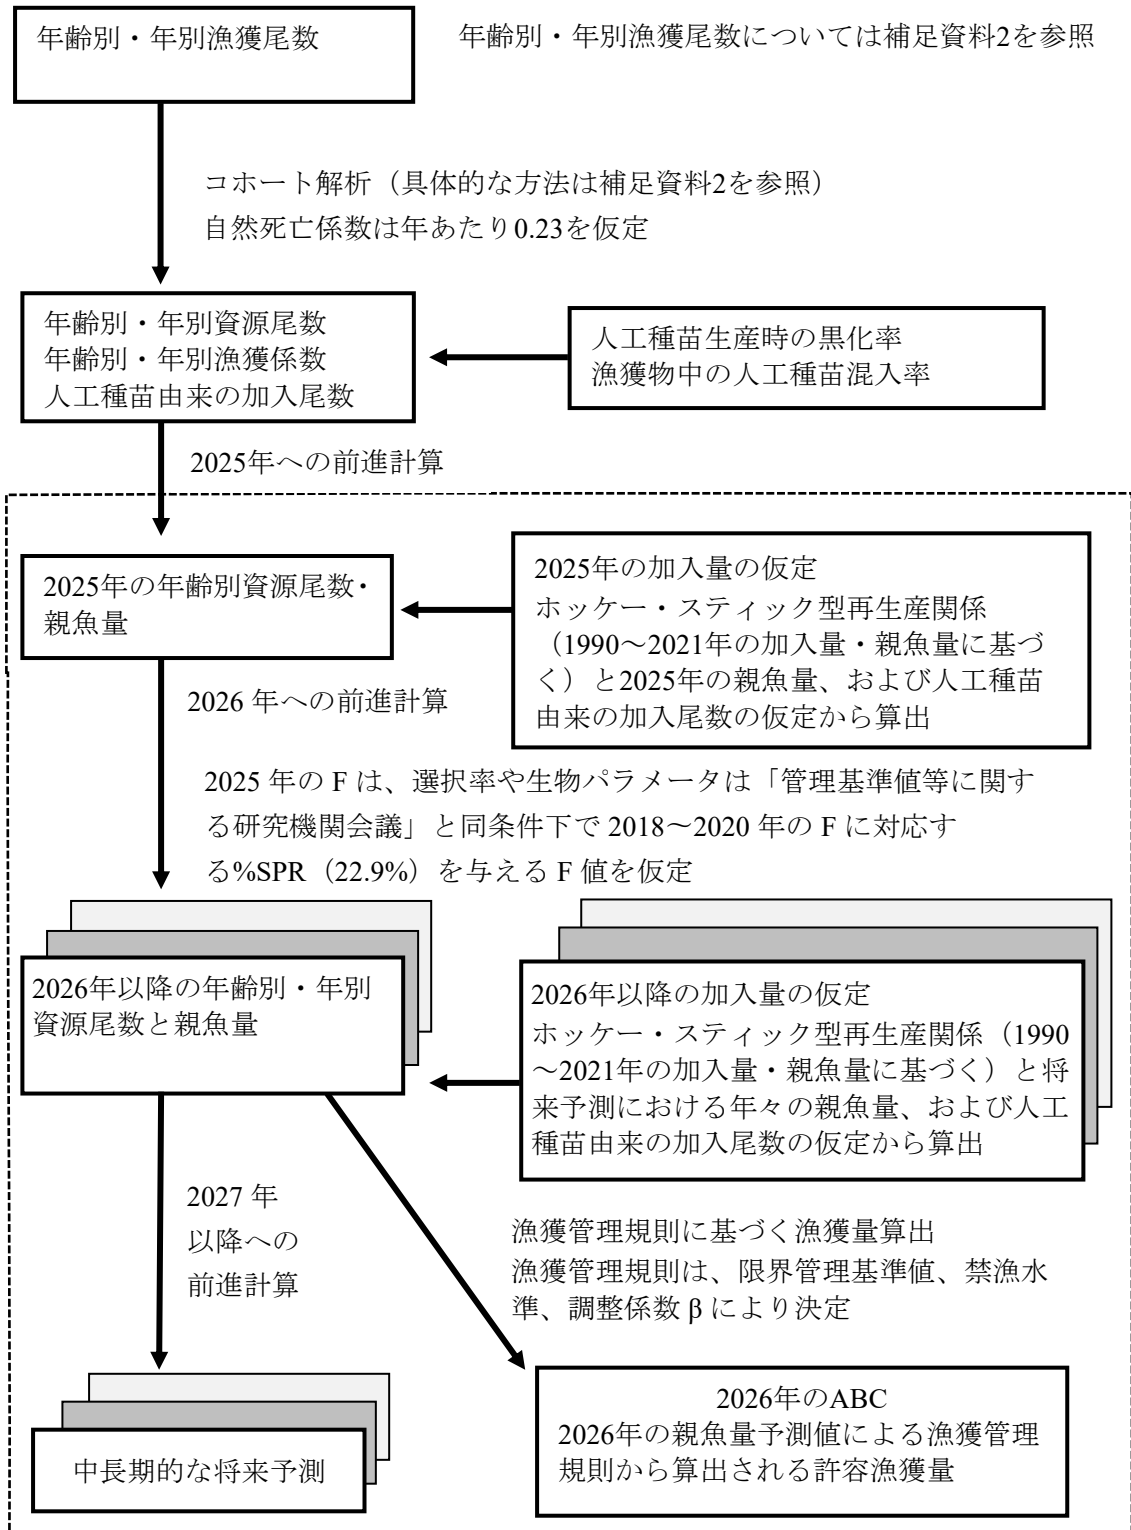 年齢別・年別漁獲尾数
年齢別・年別漁獲尾数については補足資料2を参照
コホート解析（具体的な方法は補足資料2を参照）
自然死亡係数は年あたり0.23を仮定
年齢別・年別資源尾数
年齢別・年別漁獲係数
人工種苗由来の加入尾数
人工種苗生産時の黒化率
漁獲物中の人工種苗混入率
2025年への前進計算
2025年の年齢別資源尾数・
親魚量
2025年の加入量の仮定
ホッケー・スティック型再生産関係
（1990～2021年の加入量・親魚量に基づ
く）と2025年の親魚量、および人工種苗
由来の加入尾数の仮定から算出
2026 年への前進計算
2025 年の F は、選択率や生物パラメータは「管理基準値等に関す
る研究機関会議」と同条件下で 2018～2020 年の F に対応す
る%SPR（22.9%）を与える F 値を仮定
2026年以降の年齢別・年別
資源尾数と親魚量
2026年以降の加入量の仮定
ホッケー・スティック型再生産関係（1990
～2021年の加入量・親魚量に基づく）と将
来予測における年々の親魚量、および人工
種苗由来の加入尾数の仮定から算出
2027 年
以降への
前進計算
漁獲管理規則に基づく漁獲量算出
漁獲管理規則は、限界管理基準値、禁漁水
準、調整係数 β により決定
中長期的な将来予測
2026年のABC
2026年の親魚量予測値による漁獲管理
規則から算出される許容漁獲量